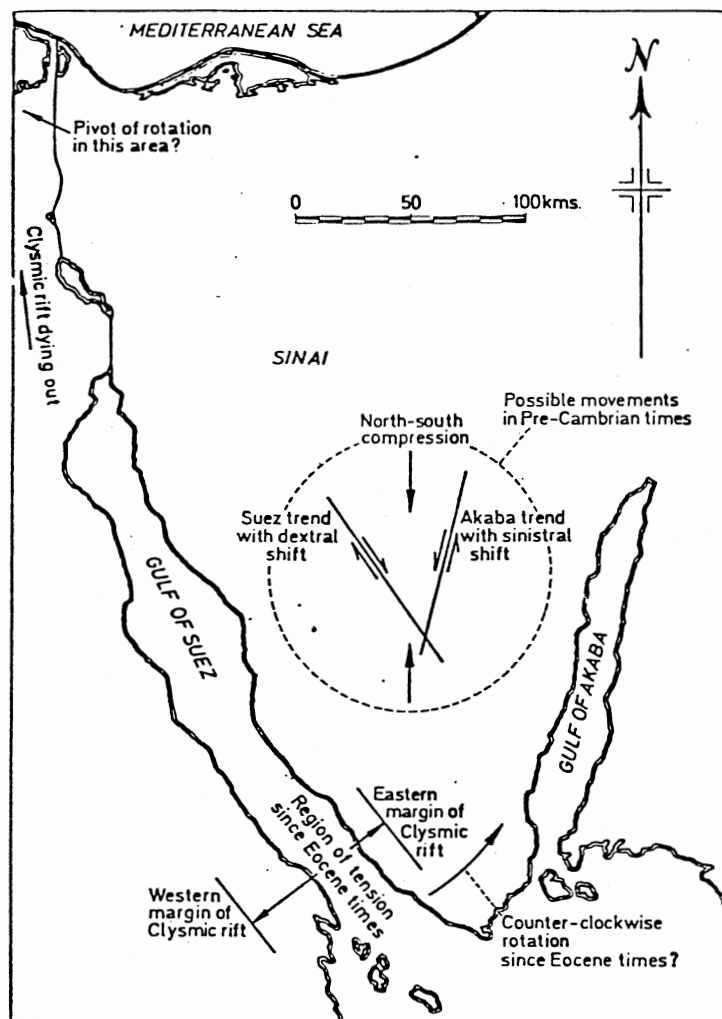 MEDITERRANEAN SEA
N
Pivot of rotation
in this area?
0 50 100kms.
Clysmic rift dying out
SINAI
Possible movements
in Pre-Cambrian times
North-south
compression
Suez trend
with dextral
shift
Akaba trend
with sinistral
shift
GULF OF SUEZ
GULF OF AKABA
Eastern
margin of
Clysmic
rift
Region of tension
since Eocene times
Western
margin of
Clysmic rift
Counter-clockwise
rotation
since Eocene times?